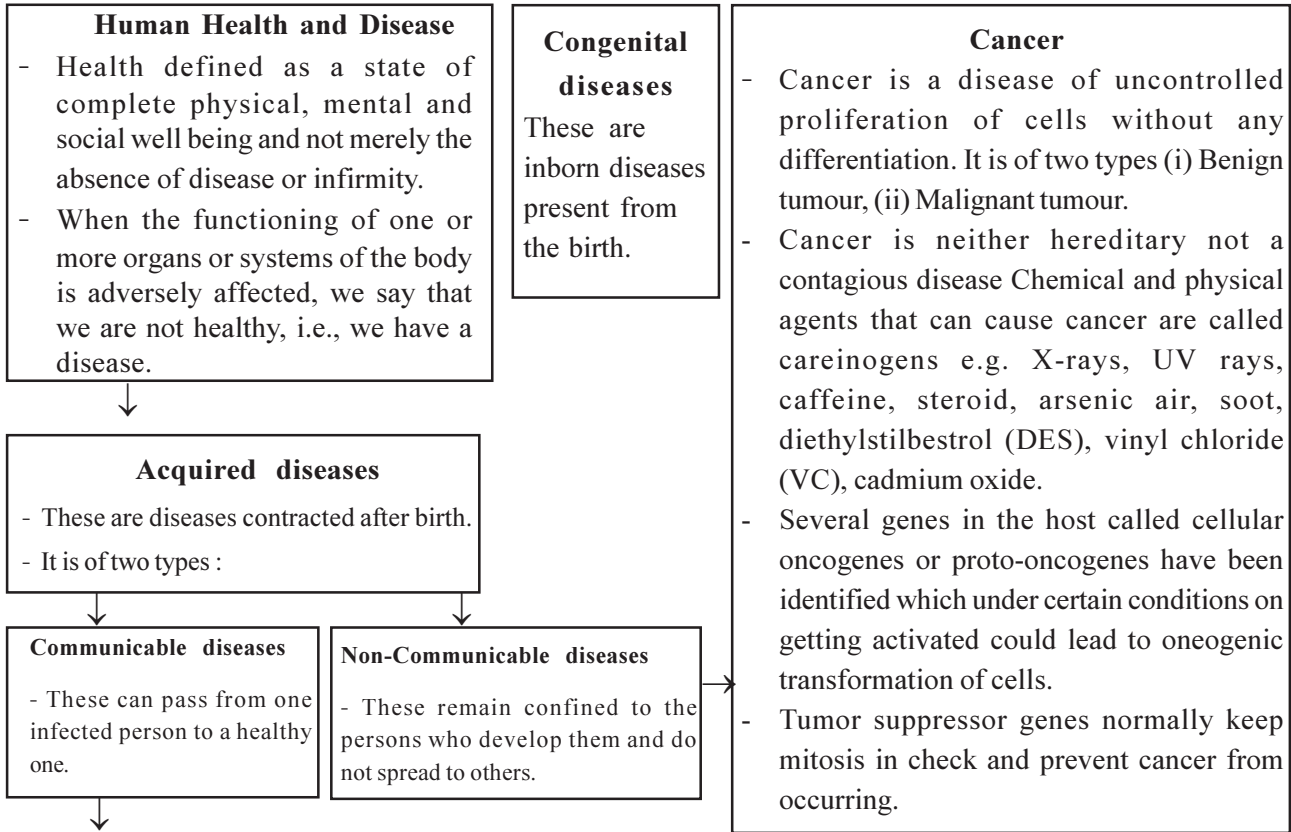 Human Health and Disease
- Health defined as a state of
complete physical, mental and
social well being and not merely the
absence of disease or infirmity.
- When the functioning of one or
more organs or systems of the body
is adversely affected, we say that
we are not healthy, i.e., we have a
disease.
Congenital
diseases
These are
inborn diseases
present from
the birth.
Acquired diseases
- These are diseases contracted after birth.
- It is of two types :
Communicable diseases
- These can pass from one
infected person to a healthy
one.
Non-Communicable diseases
- These remain confined to the
persons who develop them and do
not spread to others.
Cancer
- Cancer is a disease of uncontrolled
proliferation of cells without any
differentiation. It is of two types (i) Benign
tumour, (ii) Malignant tumour.
- Cancer is neither hereditary not a
contagious disease Chemical and physical
agents that can cause cancer are called
careinogens e.g. X-rays, UV rays,
caffeine, steroid, arsenic air, soot,
diethylstilbestrol (DES), vinyl chloride
(VC), cadmium oxide.
- Several genes in the host called cellular
oncogenes or proto-oncogenes have been
identified which under certain conditions on
getting activated could lead to oneogenic
transformation of cells.
- Tumor suppressor genes normally keep
mitosis in check and prevent cancer from
occurring.